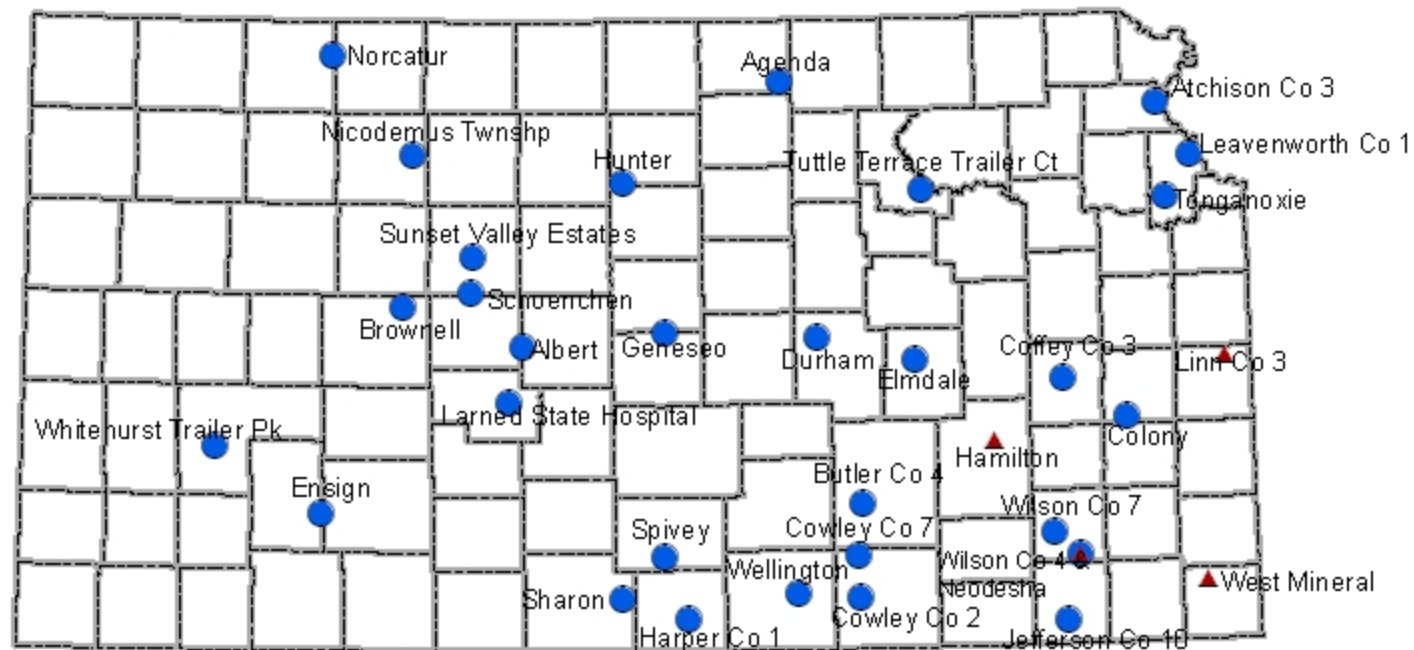 Norcatur
Agenda
Atchison Co 3
Nicodemus Twnshp
Hunter
Tuttle Terrace Trailer Ct
Leavenworth Co 1
Tonganoxie
Sunset Valley Estates
Schoenchen
Brownell
Albert
Geneseo
Durham
Elmdale
Coffey Co 3
Linn Co 3
Larned State Hospital
Whitehurst Trailer Pk
Colony
Hamilton
Butler Co 4
Ensign
Wilson Co 7
Spivey
Cowley Co 7
Wellington
Wilson Co 4 &
Neodesha
West Mineral
Sharon
Cowley Co 2
Harper Co 1
Jefferson Co 10